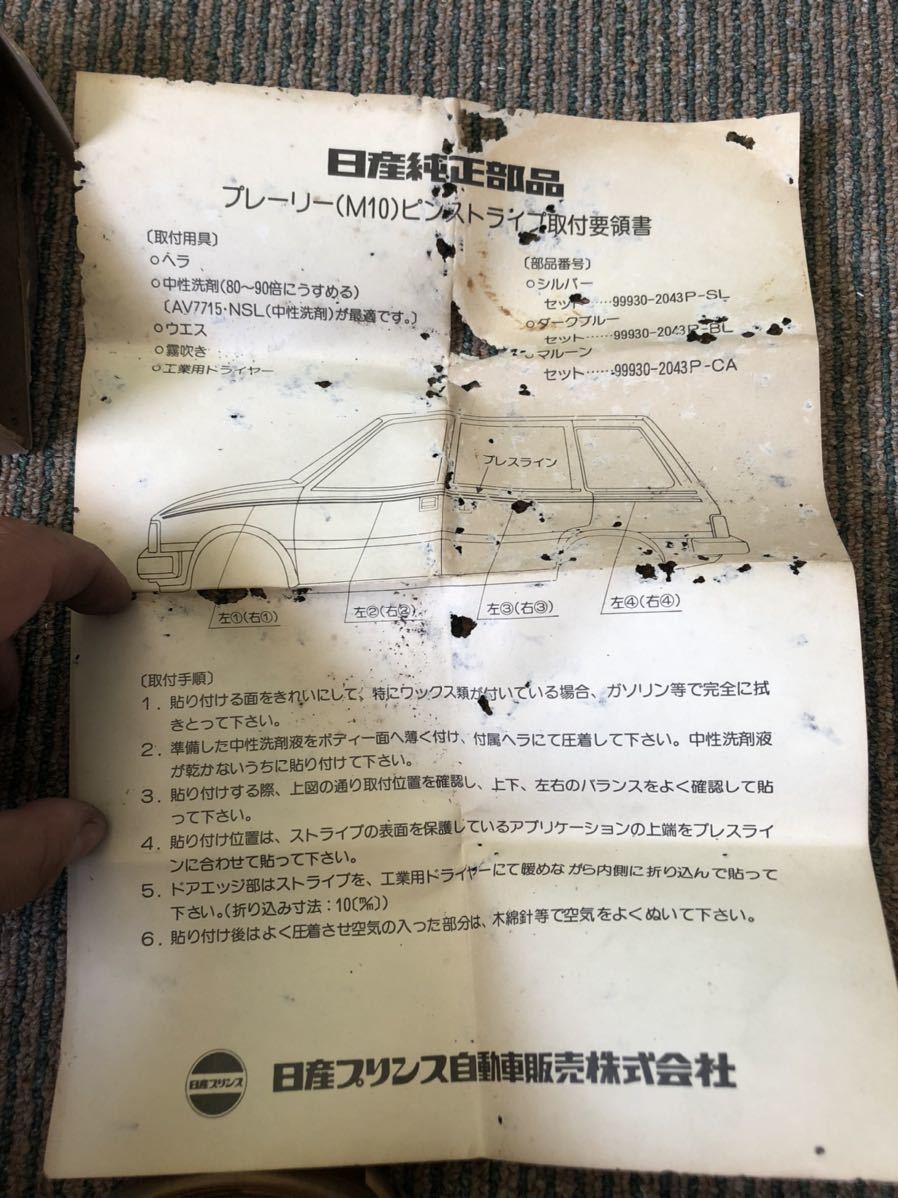 日産純正部品
プレーリー(M10)ピンストライプ取付要領書
〔取付用具〕
○ヘラ
○中性洗剤(80〜90倍にうすめる)
〔AV7715・NSL(中性洗剤)が最適です。〕
○ウエス
○霧吹き
○工業用ドライヤー
〔部品番号〕
○シルバー
セット……99930-2043P-SL
○ダークブルー
セット……99930-2043P-BL
○マルーン
セット……99930-2043P-CA
プレスライン
左①(右①)
左②(右②)
左③(右③)
左④(右④)
〔取付手順〕
1. 貼り付ける面をきれいにして、特にワックス類が付いている場合、ガソリン等で完全に拭
きとって下さい。
2. 準備した中性洗剤液をボディー面へ薄く付け、付属ヘラにて圧着して下さい。中性洗剤液
が乾かないうちに貼り付けて下さい。
3. 貼り付けする際、上図の通り取付位置を確認し、上下、左右のバランスをよく確認して貼
って下さい。
4. 貼り付け位置は、ストライプの表面を保護しているアプリケーションの上端をプレスライ
ンに合わせて貼って下さい。
5. ドアエッジ部はストライプを、工業用ドライヤーにて暖めながら内側に折り込んで貼って
下さい。(折り込み寸法：10〔㎜〕)
6. 貼り付け後はよく圧着させ空気の入った部分は、木綿針等で空気をよくぬいて下さい。
日産プリンス
日産プリンス自動車販売株式会社